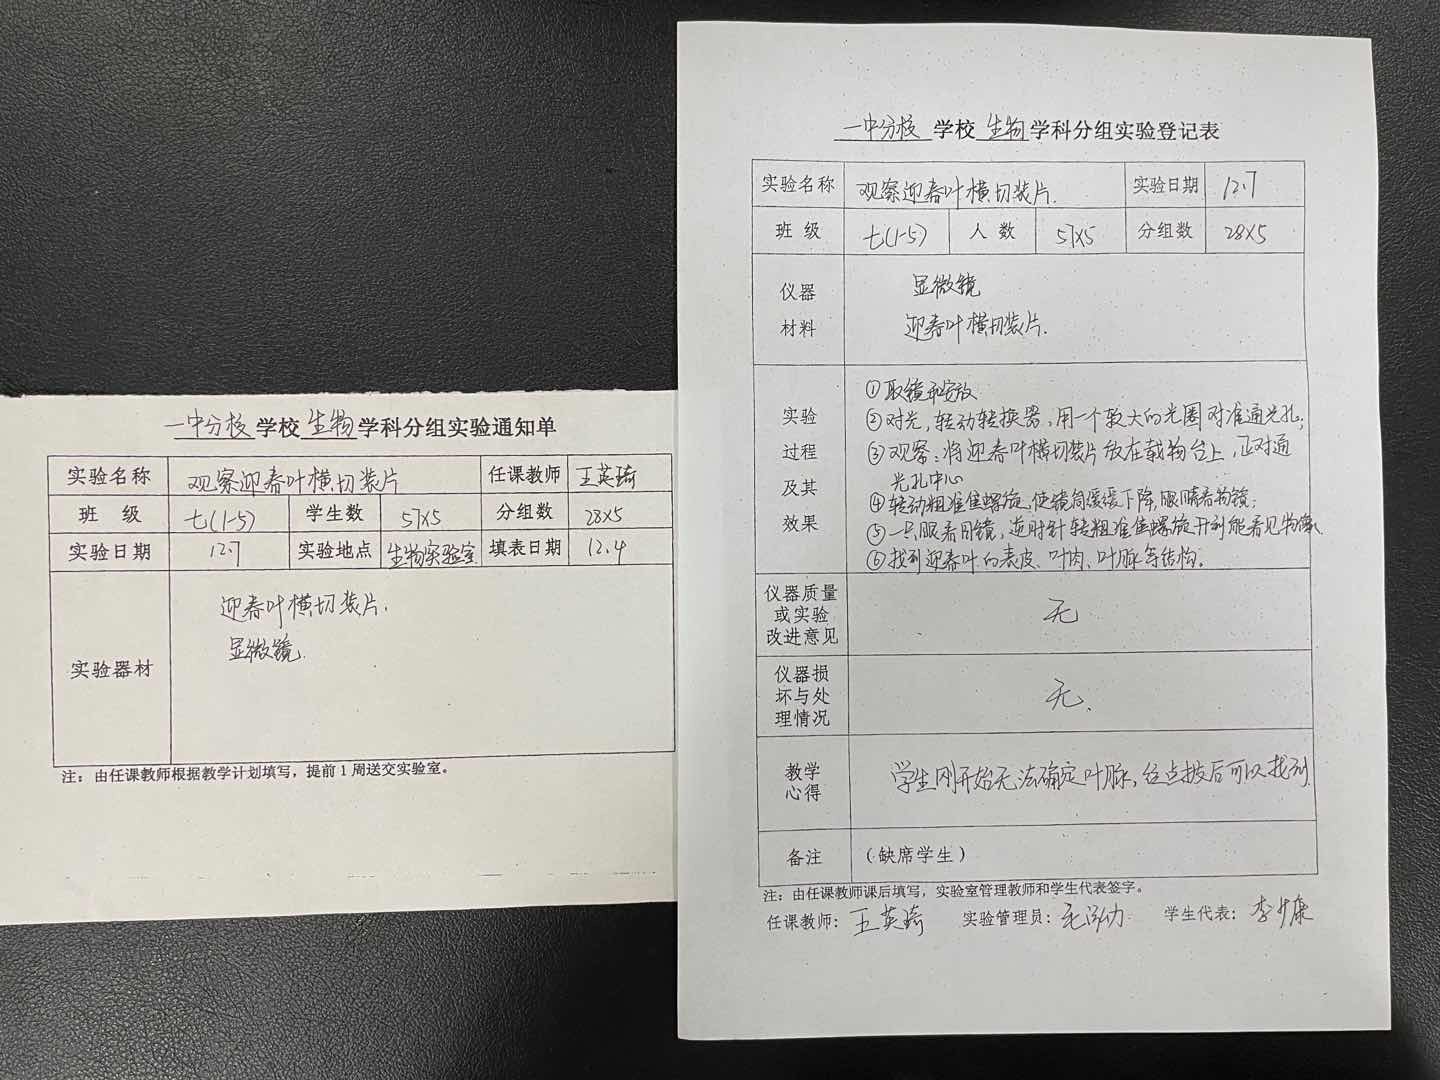 一中分校 学校 生物 学科分组实验通知单
实验名称 观察迎春叶横切装片 任课教师 王英琦
班 级 七(1-5) 学生数 57×5 分组数 28×5
实验日期 12.7 实验地点 生物实验室 填表日期 12.4
实验器材
迎春叶横切装片.
显微镜.
注：由任课教师根据教学计划填写，提前1周送交实验室。
一中分校 学校 生物 学科分组实验登记表
实验名称 观察迎春叶横切装片. 实验日期 12.7
班 级 七(1-5) 人 数 57×5 分组数 28×5
仪器
材料
显微镜
迎春叶横切装片.
实验
过程
及其
效果
①取镜和安放
②对光，转动转换器，用一个较大的光圈对准通光孔；
③观察：将迎春叶横切装片放在载物台上，正对通
光孔中心
④转动粗准焦螺旋，使镜筒缓缓下降，眼睛看物镜；
⑤一只眼看目镜，逆时针转粗准焦螺旋升到能看见物像
⑥找到迎春叶的表皮、叶肉、叶脉等结构。
仪器质量
或实验
改进意见
无
仪器损
坏与处
理情况
无.
教学
心得
学生刚开始无法确定叶脉，经点拨后可以找到.
备注 （缺席学生）
注：由任课教师课后填写，实验室管理教师和学生代表签字。
任课教师：王英琦 实验管理员： 学生代表：